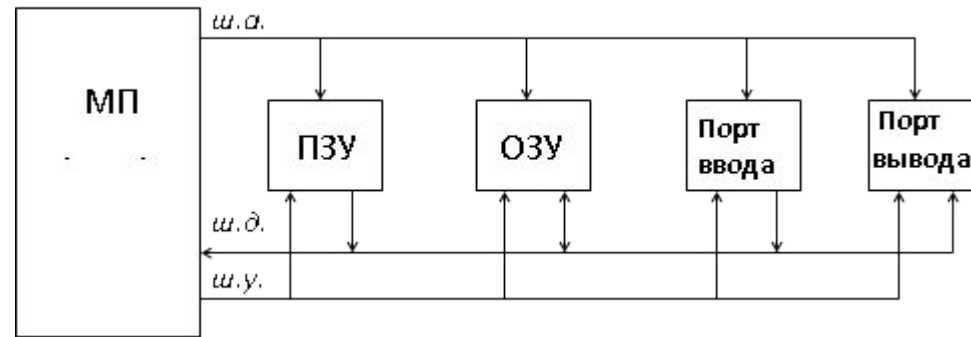 ш.а.
МП
ПЗУ
ОЗУ
Порт
ввода
Порт
вывода
ш.д.
ш.у.